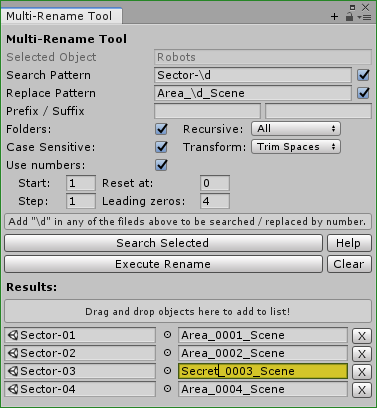 Multi-Rename Tool
Multi-Rename Tool
Selected Object Robots
Search Pattern Sector-\d
Replace Pattern Area_\d_Scene
Prefix / Suffix
Folders: Recursive: All
Case Sensitive: Transform: Trim Spaces
Use numbers:
Start: 1 Reset at: 0
Step: 1 Leading zeros: 4
Add "\d" in any of the fileds above to be searched / replaced by number.
Search Selected Help
Execute Rename Clear
Results:
Drag and drop objects here to add to list!
Sector-01 Area_0001_Scene X
Sector-02 Area_0002_Scene X
Sector-03 Secret_0003_Scene X
Sector-04 Area_0004_Scene X